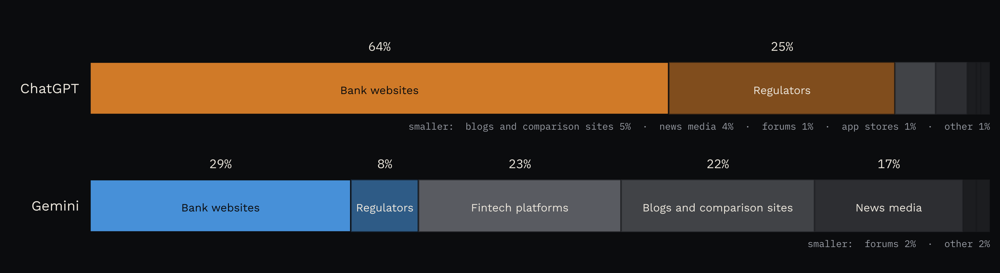 64% 25%
ChatGPT Bank websites Regulators
smaller: blogs and comparison sites 5% · news media 4% · forums 1% · app stores 1% · other 1%
29% 8% 23% 22% 17%
Gemini Bank websites Regulators Fintech platforms Blogs and comparison sites News media
smaller: forums 2% · other 2%